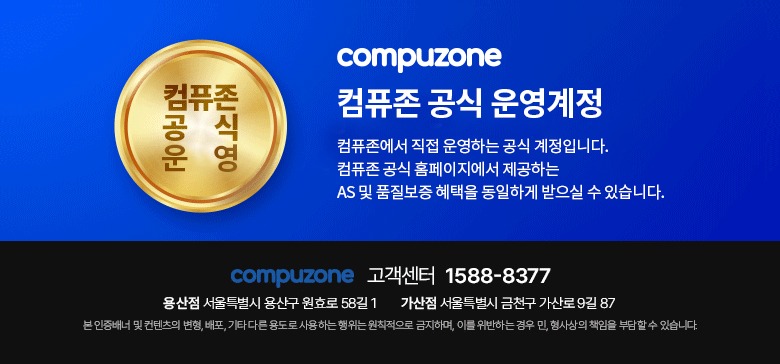 컴퓨존
공 식
운 영
compuzone
컴퓨존 공식 운영계정
컴퓨존에서 직접 운영하는 공식 계정입니다.
컴퓨존 공식 홈페이지에서 제공하는
AS 및 품질보증 혜택을 동일하게 받으실 수 있습니다.
compuzone 고객센터 1588-8377
용산점 서울특별시 용산구 원효로 58길 1 가산점 서울특별시 금천구 가산로 9길 87
본 인증배너 및 컨텐츠의 변형, 배포, 기타 다른 용도로 사용하는 행위는 원칙적으로 금지하며, 이를 위반하는 경우 민, 형사상의 책임을 부담할 수 있습니다.